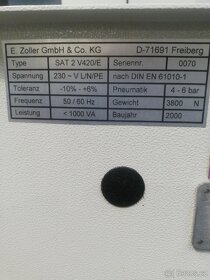 E. Zoller GmbH & Co. KG D-71691 Freiberg
Type SAT 2 V420/E Seriennr. 0070
Spannung 230 ~ V L/N/PE nach DIN EN 61010-1
Toleranz -10% - +6% Pneumatik 4 - 6 bar
Frequenz 50 / 60 Hz Gewicht 3800N
Leistung < 1000 VA Baujahr 2000